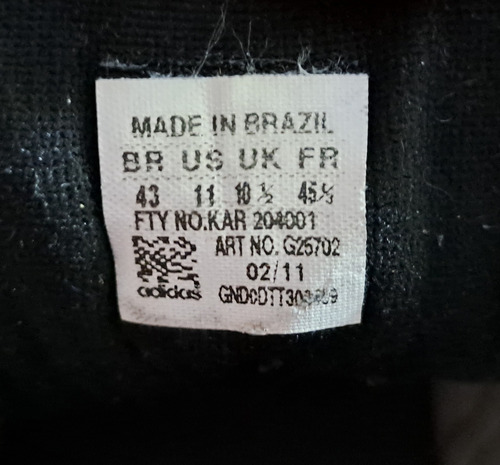 MADE IN BRAZIL
BR US UK FR
43 11 10 ½ 45 ⅓
FTY NO.KAR 204001
ART NO. G25702
02/11
adidas